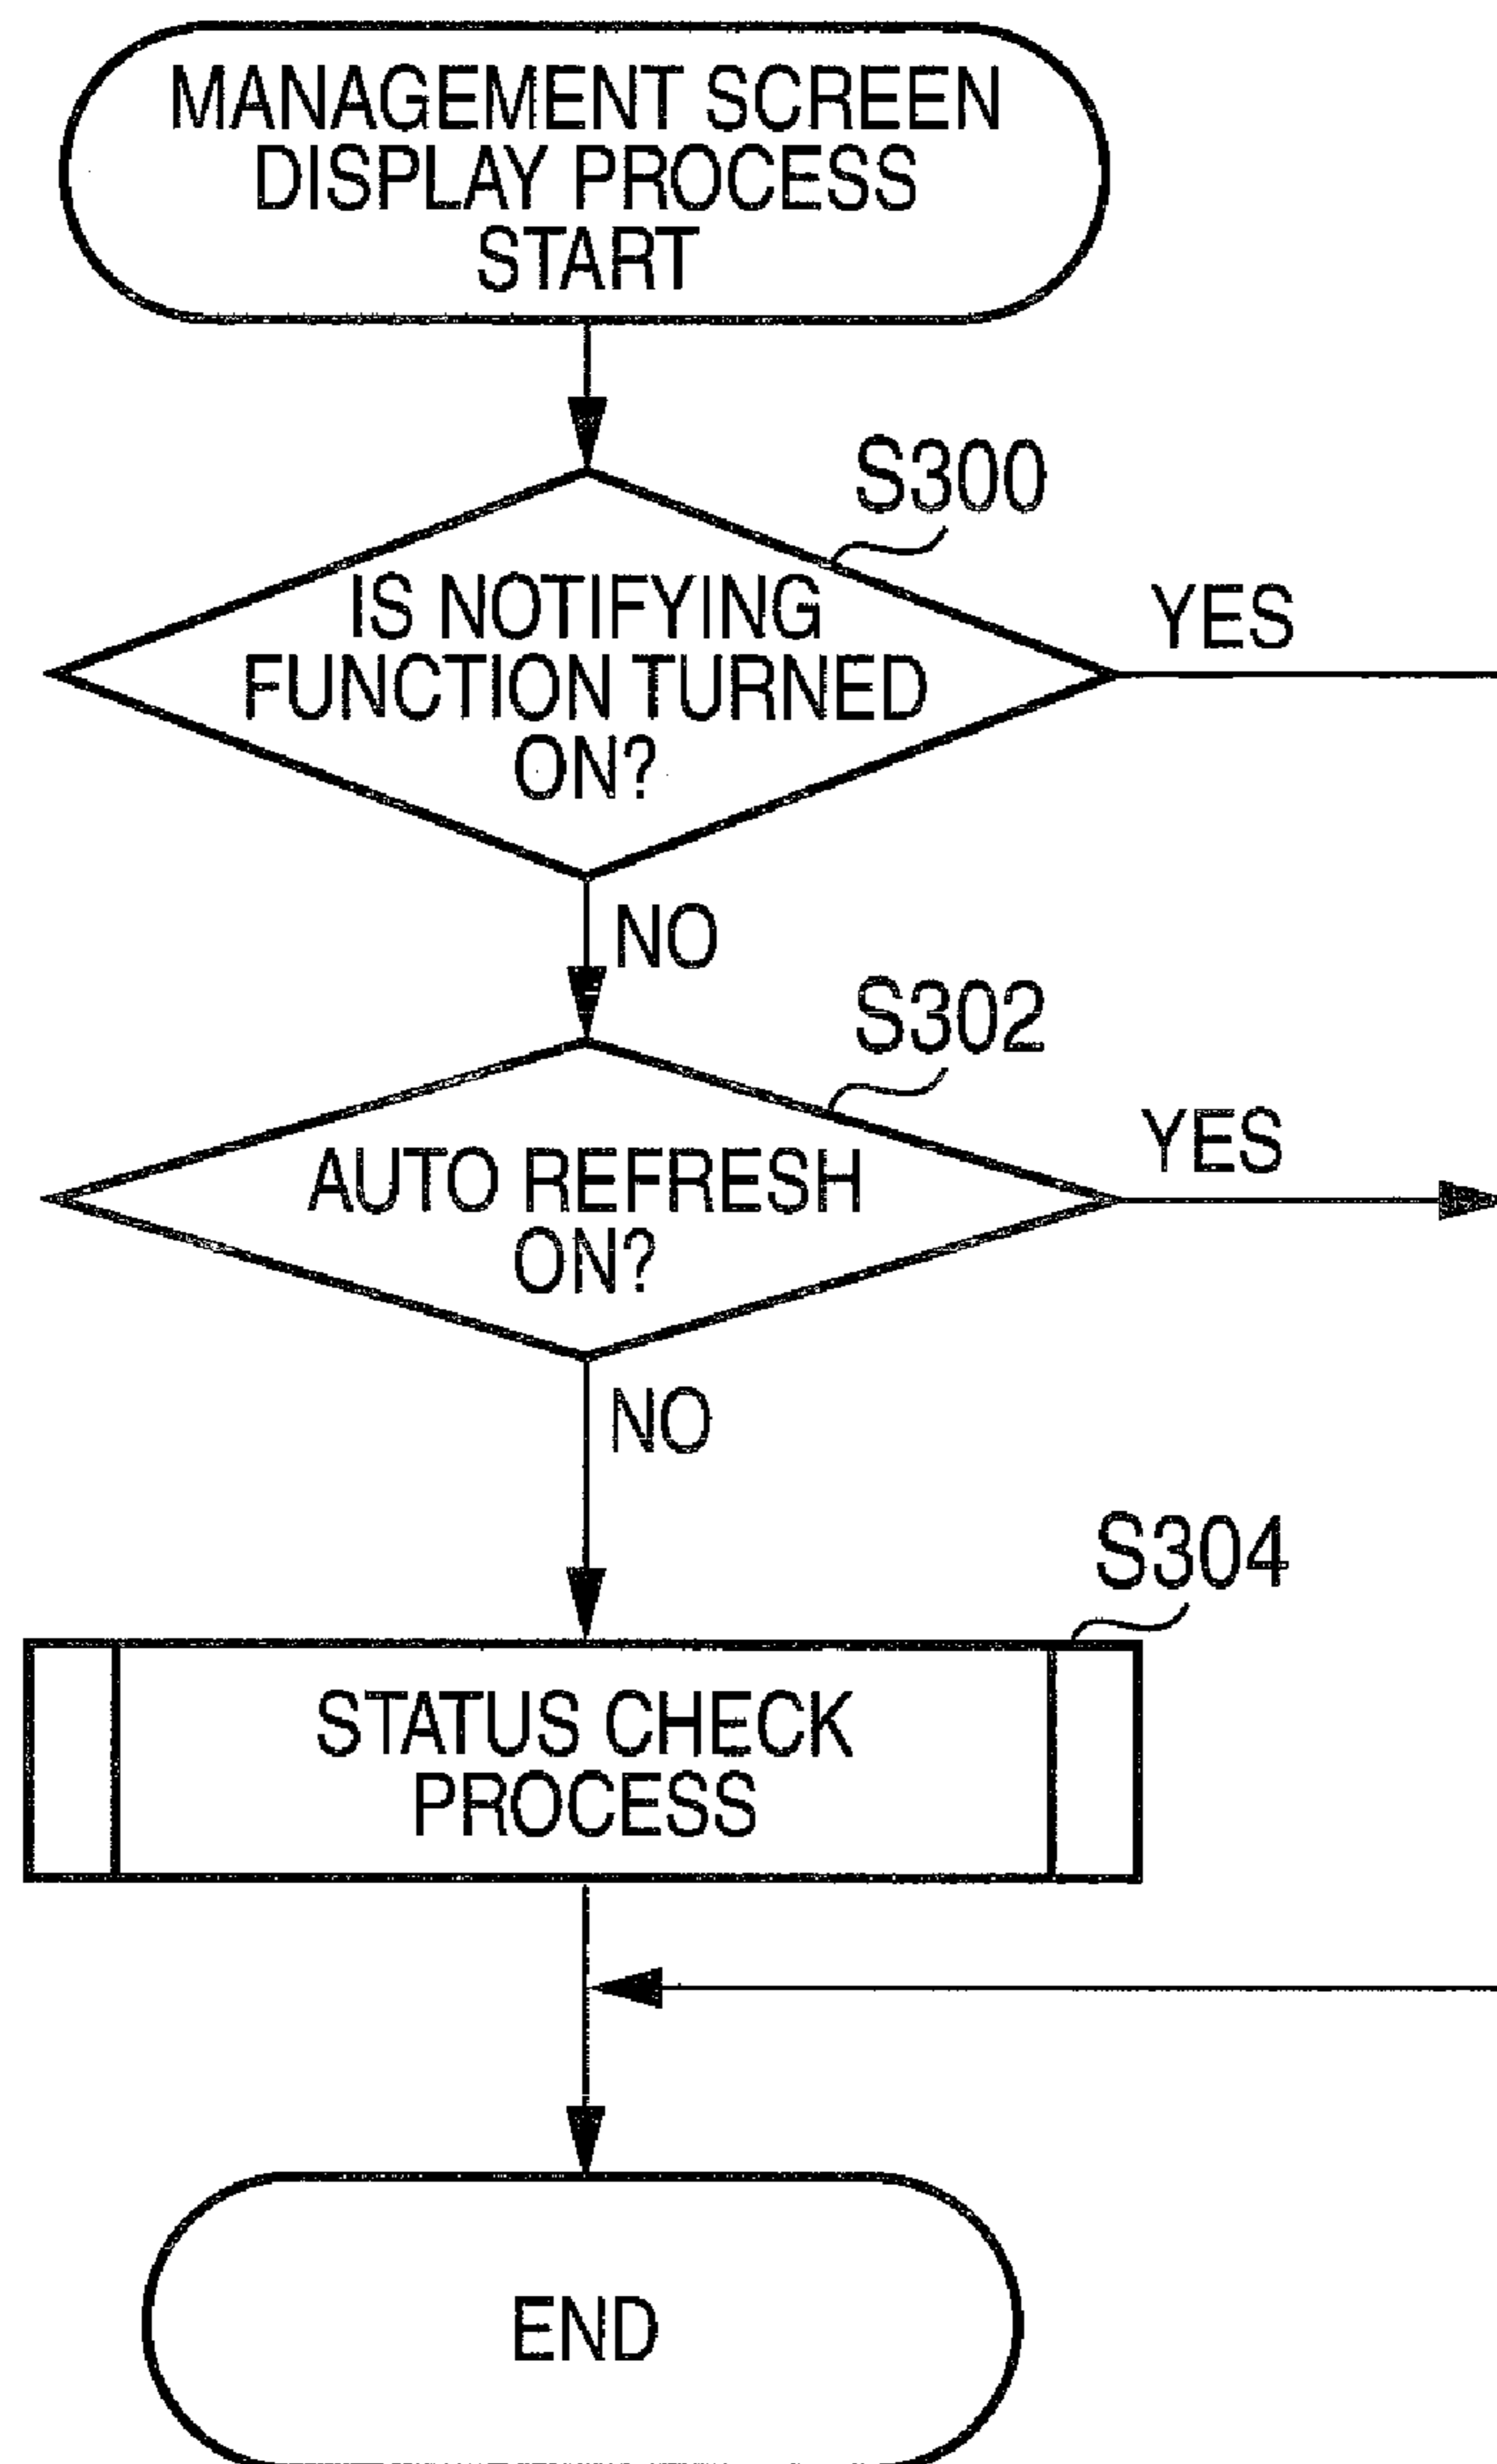 MANAGEMENT SCREEN
DISPLAY PROCESS
START
S300
IS NOTIFYING
FUNCTION TURNED
ON?
YES
NO
S302
AUTO REFRESH
ON?
YES
NO
S304
STATUS CHECK
PROCESS
END